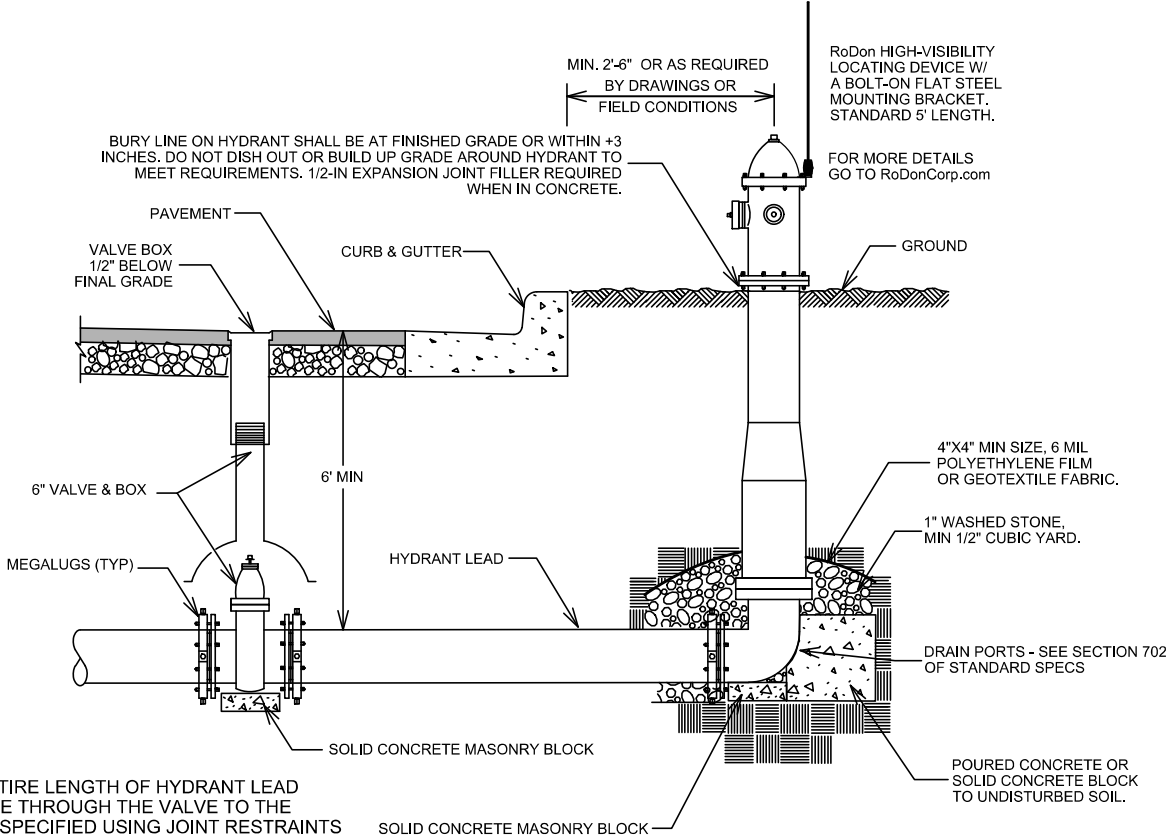 MIN. 2'-6" OR AS REQUIRED
BY DRAWINGS OR
FIELD CONDITIONS
RoDon HIGH-VISIBILITY
LOCATING DEVICE W/
A BOLT-ON FLAT STEEL
MOUNTING BRACKET.
STANDARD 5' LENGTH.
FOR MORE DETAILS
GO TO RoDonCorp.com
BURY LINE ON HYDRANT SHALL BE AT FINISHED GRADE OR WITHIN +3
INCHES. DO NOT DISH OUT OR BUILD UP GRADE AROUND HYDRANT TO
MEET REQUIREMENTS. 1/2-IN EXPANSION JOINT FILLER REQUIRED
WHEN IN CONCRETE.
PAVEMENT
VALVE BOX
1/2" BELOW
FINAL GRADE
CURB & GUTTER
GROUND
6' MIN
6" VALVE & BOX
4"X4" MIN SIZE, 6 MIL
POLYETHYLENE FILM
OR GEOTEXTILE FABRIC.
1" WASHED STONE,
MIN 1/2" CUBIC YARD.
MEGALUGS (TYP)
HYDRANT LEAD
DRAIN PORTS - SEE SECTION 702
OF STANDARD SPECS
SOLID CONCRETE MASONRY BLOCK
POURED CONCRETE OR
SOLID CONCRETE BLOCK
TO UNDISTURBED SOIL.
TIRE LENGTH OF HYDRANT LEAD
E THROUGH THE VALVE TO THE
SPECIFIED USING JOINT RESTRAINTS
SOLID CONCRETE MASONRY BLOCK